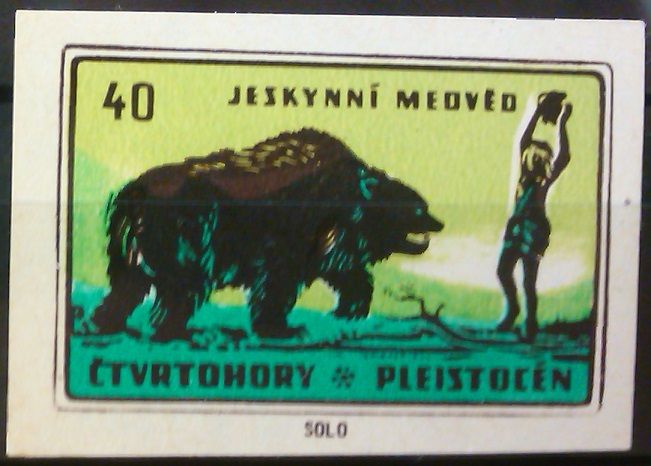 40
JESKYNNÍ MEDVĚD
ČTVRTOHORY * PLEISTOCÉN
SOLO